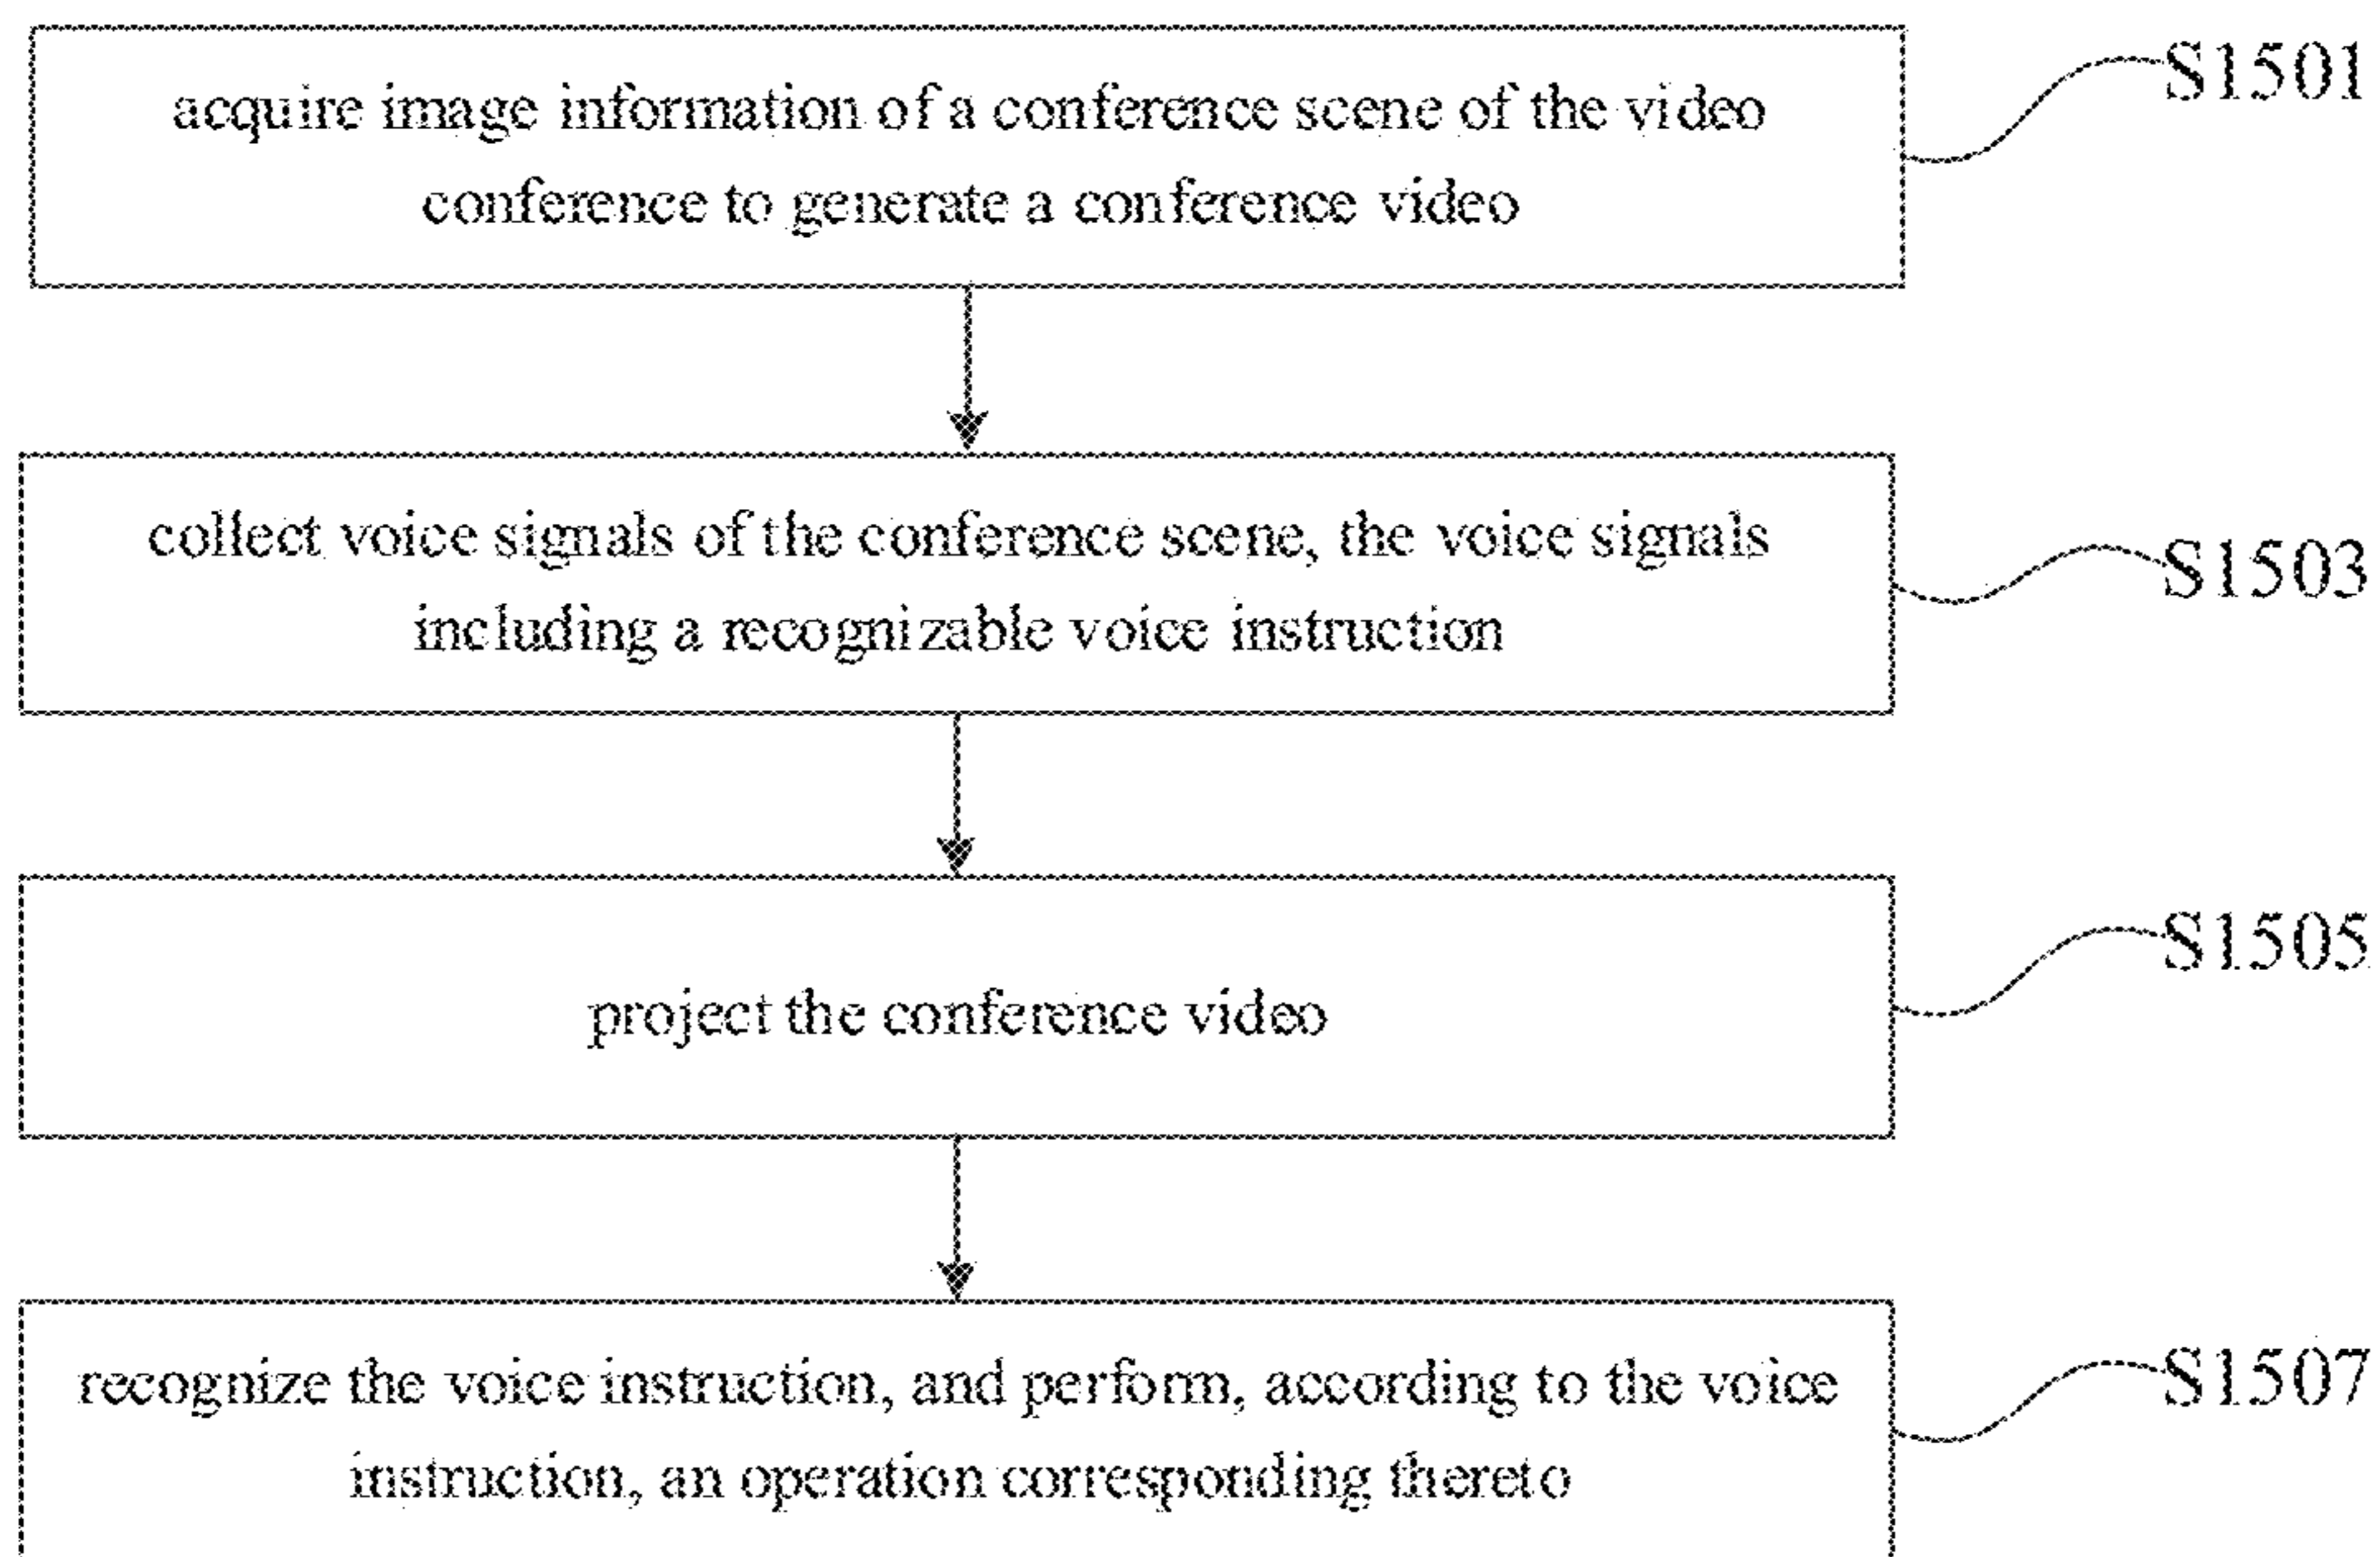 acquire image information of a conference scene of the video
conference to generate a conference video
S1501
collect voice signals of the conference scene, the voice signals
including a recognizable voice instruction
S1503
project the conference video
S1505
recognize the voice instruction, and perform, according to the voice
instruction, an operation corresponding thereto
S1507